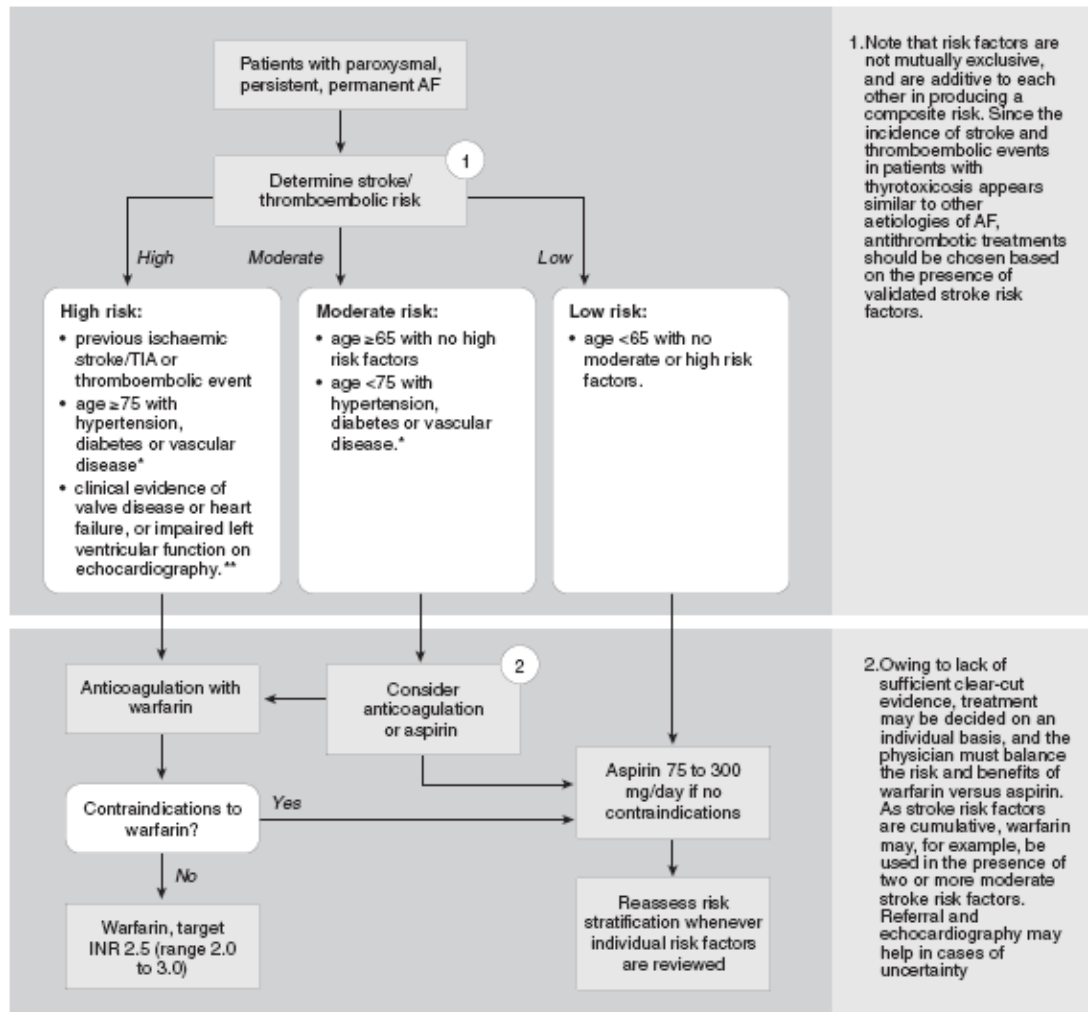 Patients with paroxysmal,
persistent, permanent AF
1
Determine stroke/
thromboembolic risk
High
Moderate
Low
High risk:
• previous ischaemic
stroke/TIA or
thromboembolic event
• age ≥75 with
hypertension,
diabetes or vascular
disease*
• clinical evidence of
valve disease or heart
failure, or impaired left
ventricular function on
echocardiography.**
Moderate risk:
• age ≥65 with no high
risk factors
• age <75 with
hypertension,
diabetes or vascular
disease.*
Low risk:
• age <65 with no
moderate or high risk
factors.
1.Note that risk factors are
not mutually exclusive,
and are additive to each
other in producing a
composite risk. Since the
incidence of stroke and
thromboembolic events
in patients with
thyrotoxicosis appears
similar to other
aetiologies of AF,
antithrombotic treatments
should be chosen based
on the presence of
validated stroke risk
factors.
Anticoagulation with
warfarin
2
Consider
anticoagulation
or aspirin
Contraindications to
warfarin?
Yes
No
Warfarin, target
INR 2.5 (range 2.0
to 3.0)
Aspirin 75 to 300
mg/day if no
contraindications
Reassess risk
stratification whenever
individual risk factors
are reviewed
2.Owing to lack of
sufficient clear-cut
evidence, treatment
may be decided on an
individual basis, and the
physician must balance
the risk and benefits of
warfarin versus aspirin.
As stroke risk factors
are cumulative, warfarin
may, for example, be
used in the presence of
two or more moderate
stroke risk factors.
Referral and
echocardiography may
help in cases of
uncertainty